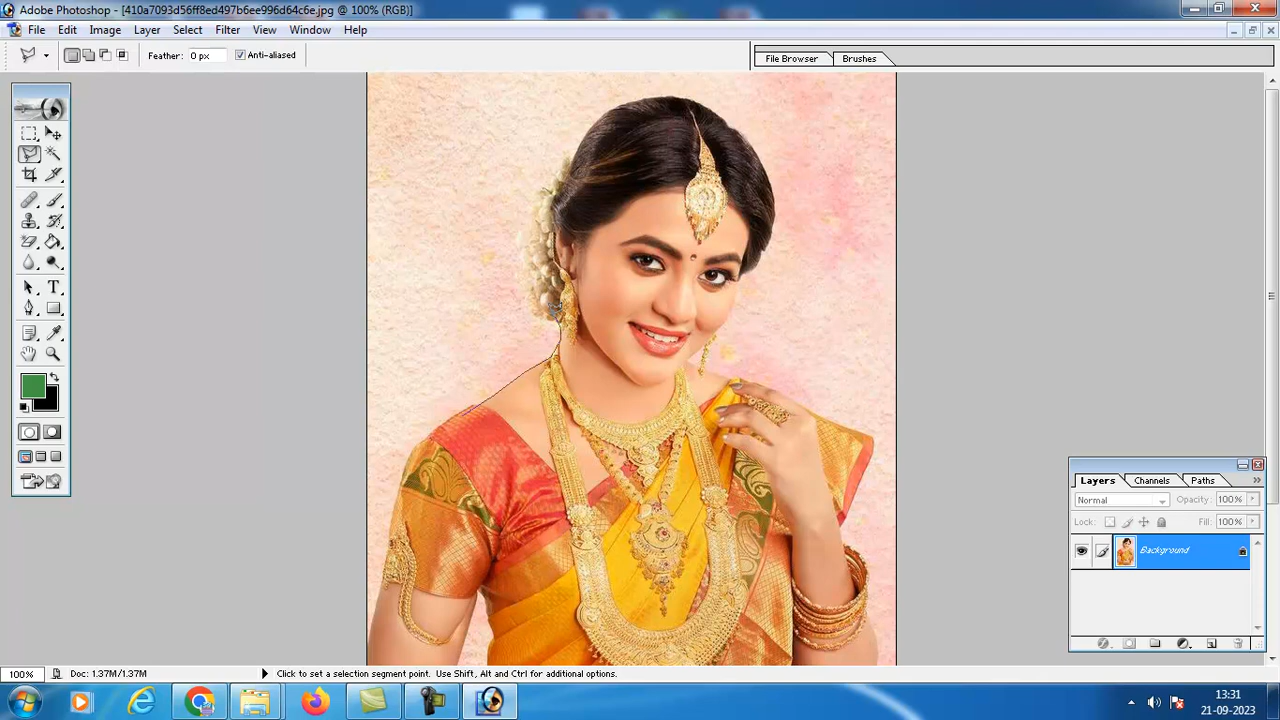 Adobe Photoshop - [410a7093d56ff8ed497b6ee996d64c6e.jpg @ 100% (RGB)]
File Edit Image Layer Select Filter View Window Help
Feather: 0 px Anti-aliased File Browser Brushes
Layers Channels Paths
Normal Opacity: 100%
Lock: Fill: 100%
Background
100% Doc: 1.37M/1.37M Click to set a selection segment point. Use Shift, Alt and Ctrl for additional options.
13:31
21-09-2023